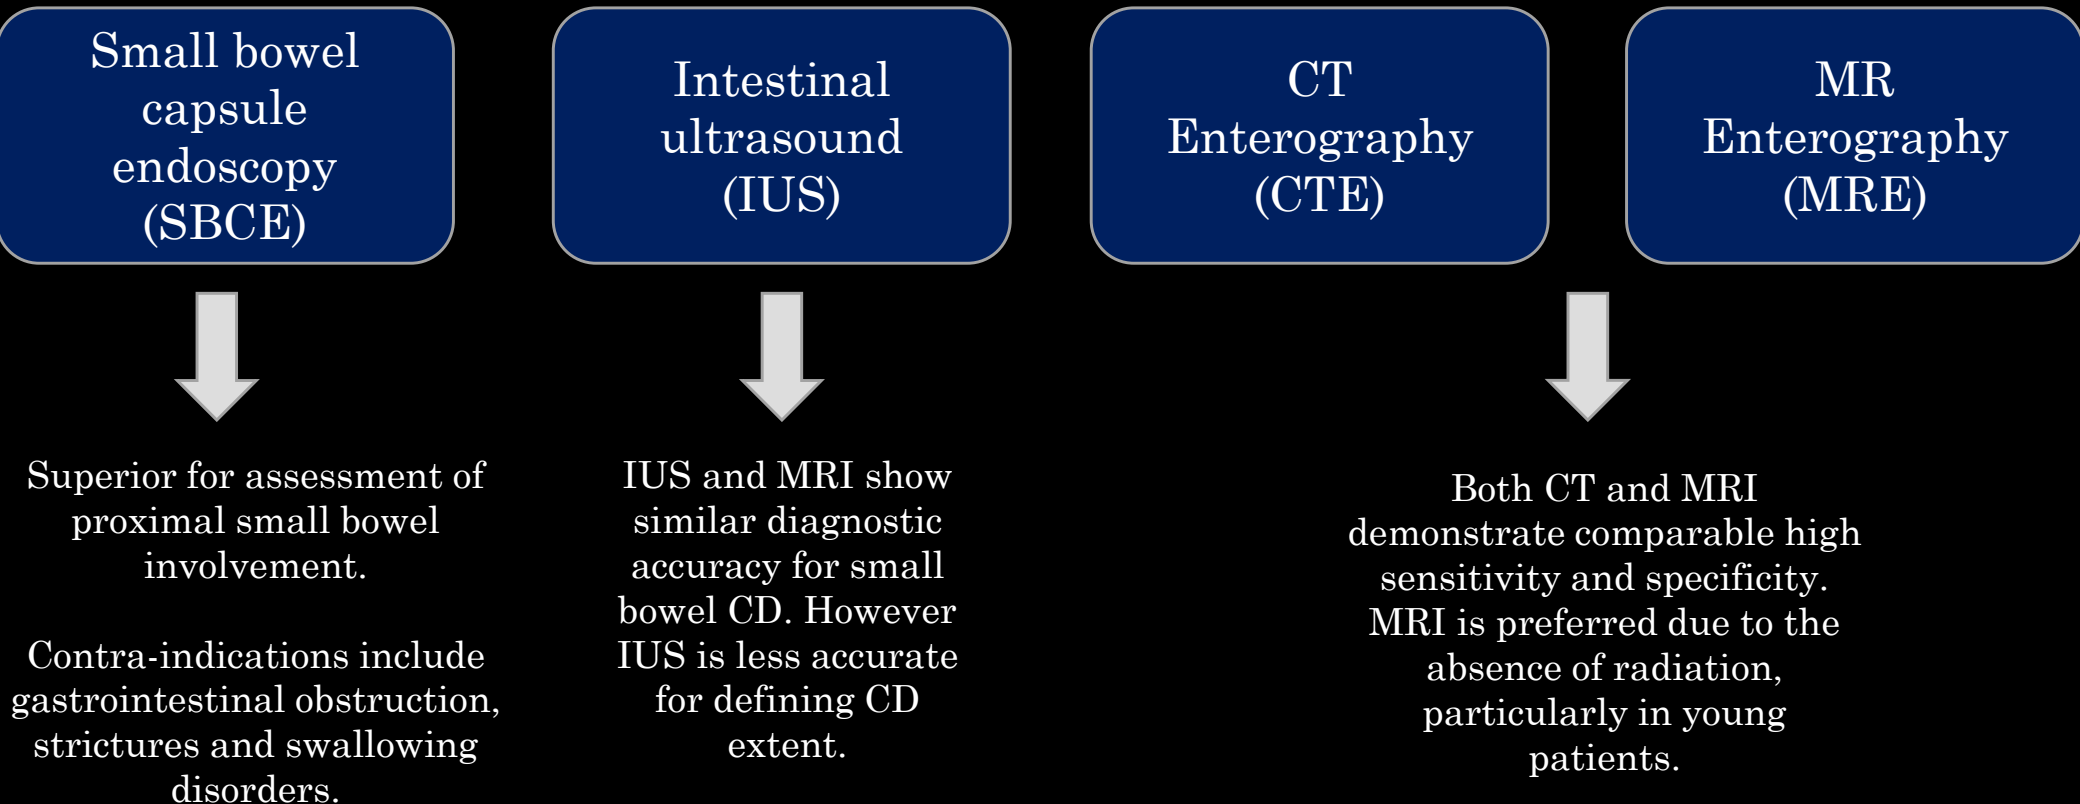 Small bowel
capsule
endoscopy
(SBCE)
Intestinal
ultrasound
(IUS)
CT
Enterography
(CTE)
MR
Enterography
(MRE)
Superior for assessment of
proximal small bowel
involvement.
Contra-indications include
gastrointestinal obstruction,
strictures and swallowing
disorders.
IUS and MRI show
similar diagnostic
accuracy for small
bowel CD. However
IUS is less accurate
for defining CD
extent.
Both CT and MRI
demonstrate comparable high
sensitivity and specificity.
MRI is preferred due to the
absence of radiation,
particularly in young
patients.